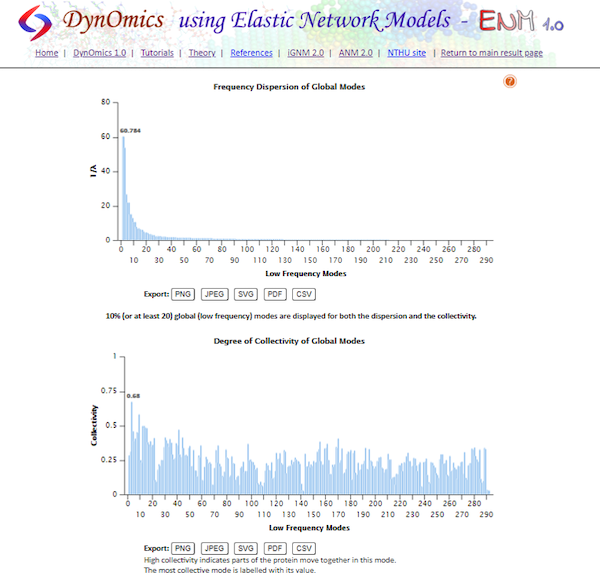 DynOmics using Elastic Network Models - ENM 1.0
Home | DynOmics 1.0 | Tutorials | Theory | References | iGNM 2.0 | ANM 2.0 | NTHU site | Return to main result page
Frequency Dispersion of Global Modes
?
80
60.784
60
40
20
0
1/λ
0 20 40 60 80 100 120 140 160 180 200 220 240 260 280
10 30 50 70 90 110 130 150 170 190 210 230 250 270 290
Low Frequency Modes
Export: PNG JPEG SVG PDF CSV
10% (or at least 20) global (low frequency) modes are displayed for both the dispersion and the collectivity.
Degree of Collectivity of Global Modes
1
0.75
0.68
0.5
0.25
0
Collectivity
0 20 40 60 80 100 120 140 160 180 200 220 240 260 280
10 30 50 70 90 110 130 150 170 190 210 230 250 270 290
Low Frequency Modes
Export: PNG JPEG SVG PDF CSV
High collectivity indicates parts of the protein move together in this mode.
The most collective mode is labelled with its value.